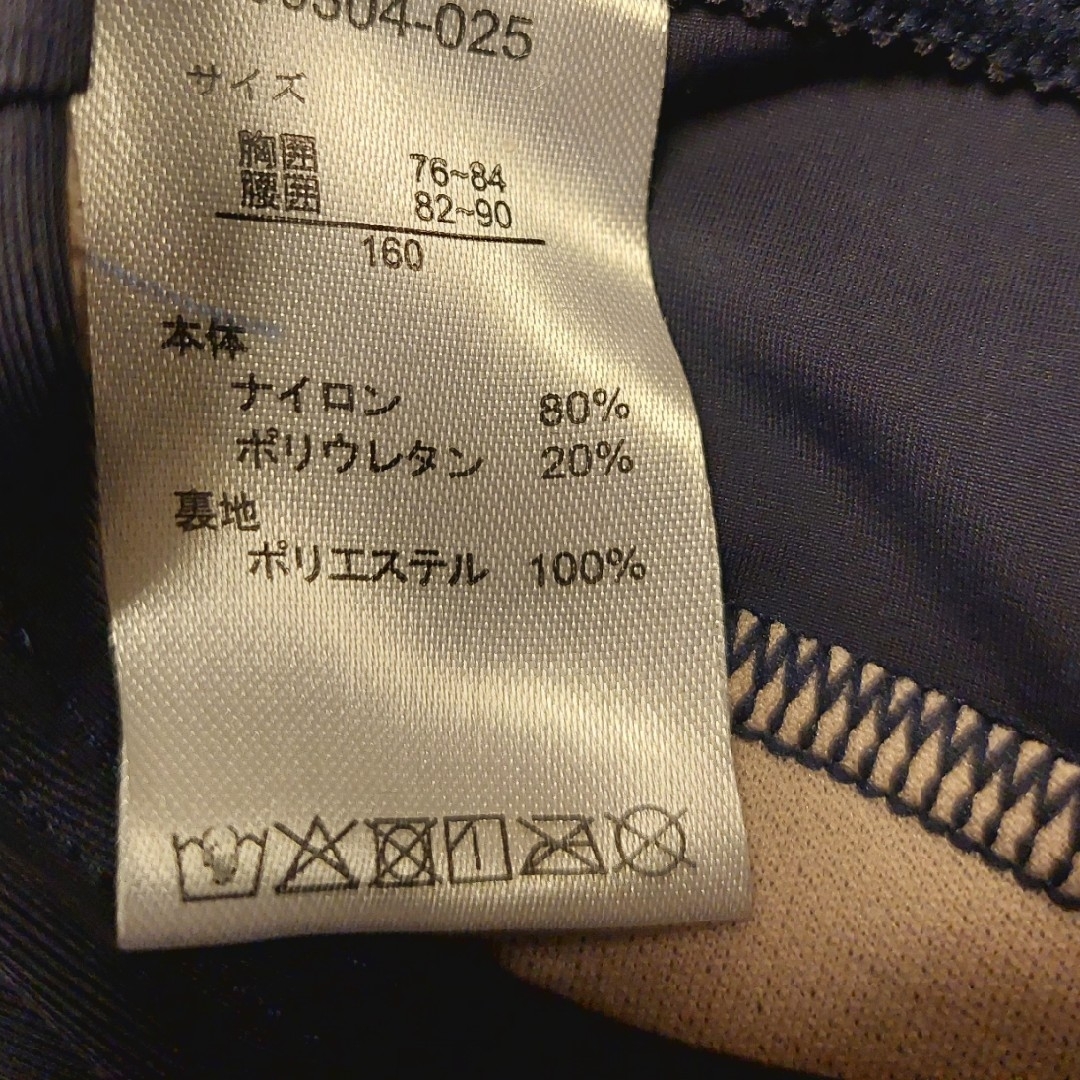 0304-025
サイズ
胸囲 76~84
腰囲 82~90
160
本体
ナイロン 80%
ポリウレタン 20%
裏地
ポリエステル 100%